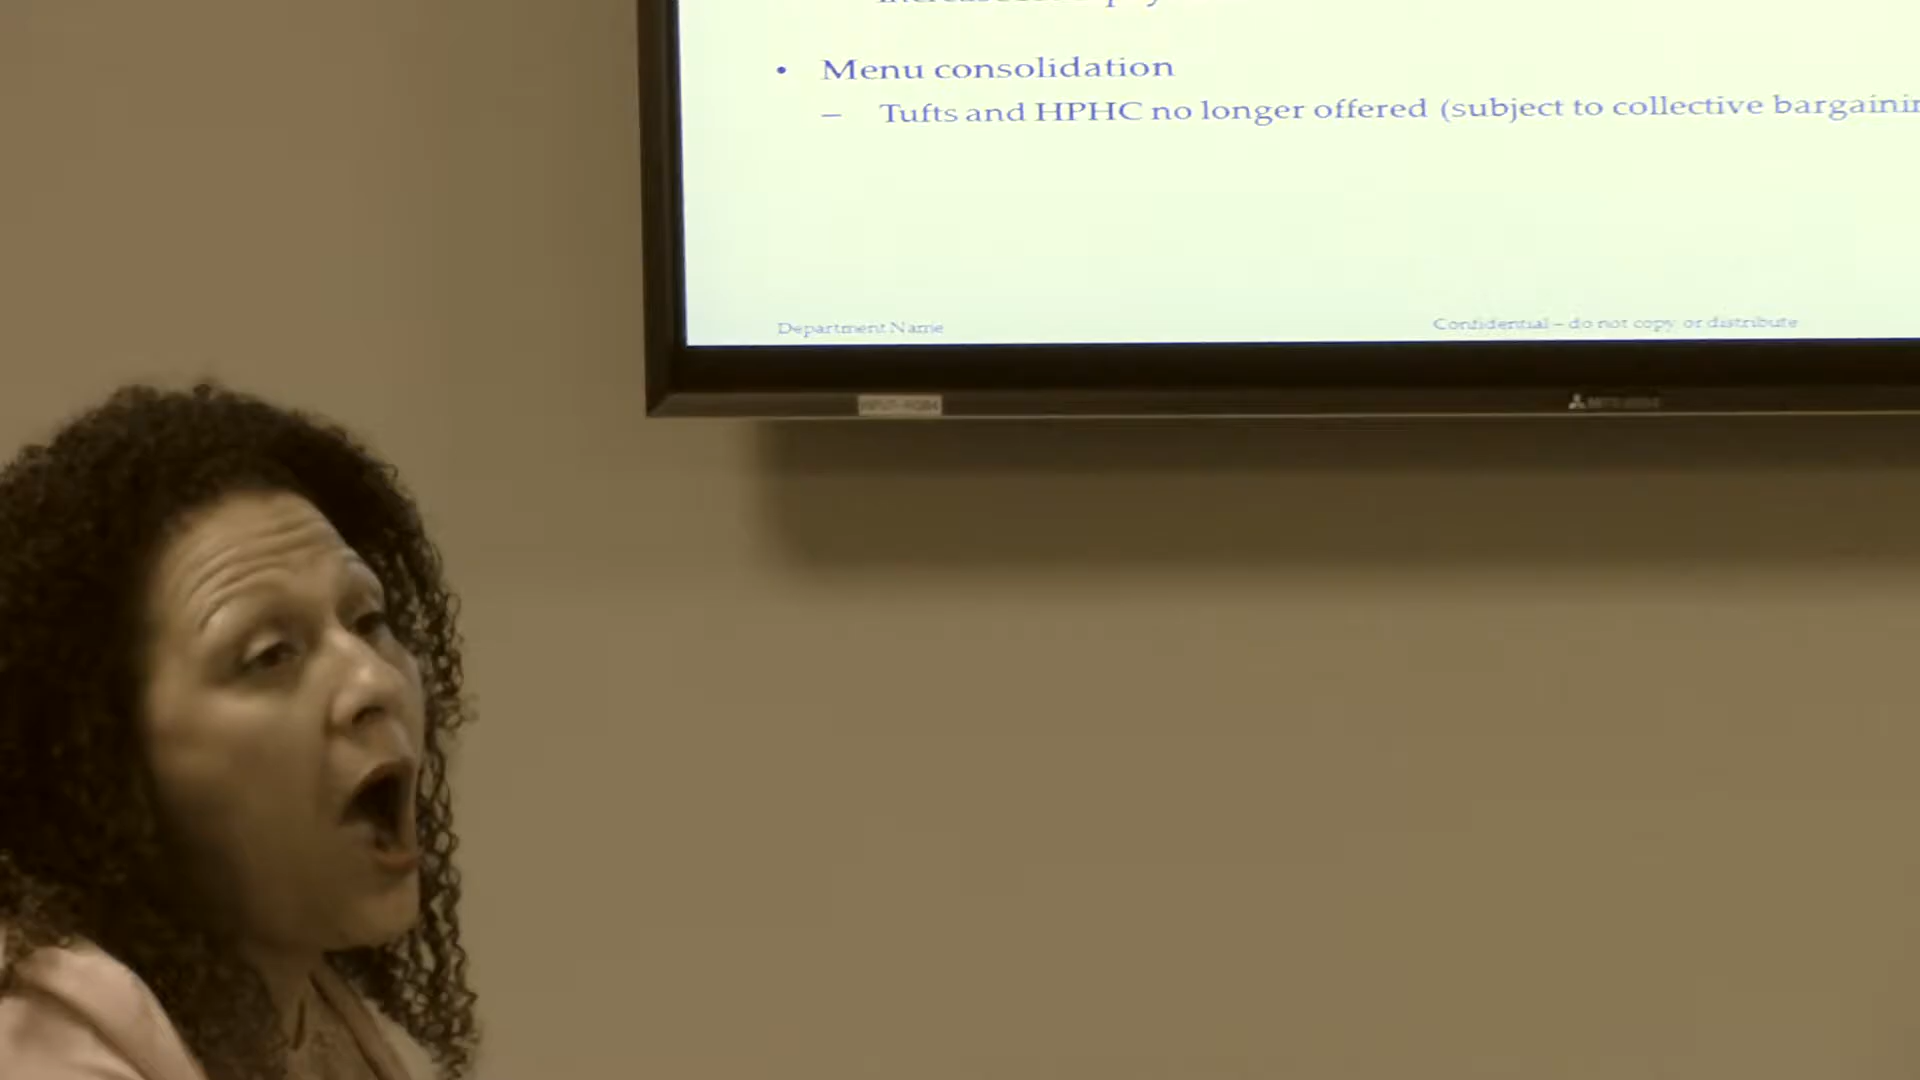 • Menu consolidation
– Tufts and HPHC no longer offered (subject to collective bargainin
Department Name
Confidential – do not copy or distribute